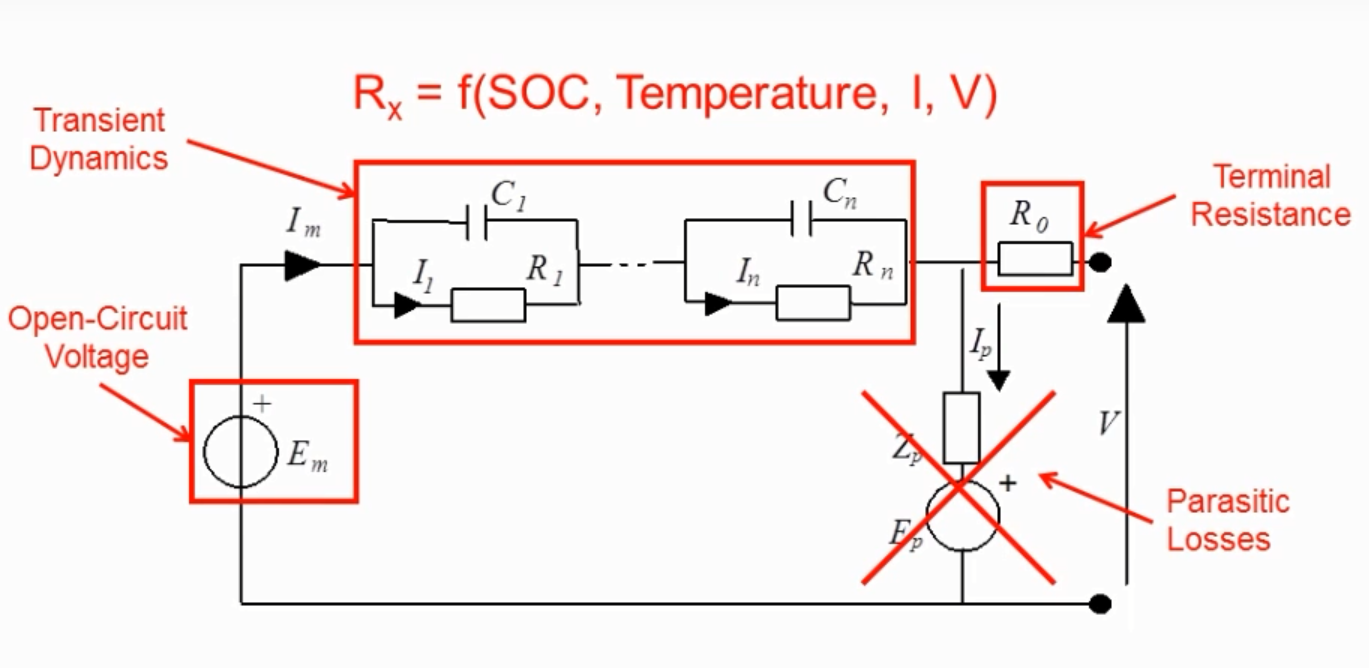 Rx = f(SOC, Temperature, I, V)
Transient
Dynamics
Terminal
Resistance
Open-Circuit
Voltage
Im
C1
I1
R1
Cn
In
Rn
R0
+
Em
Ip
Zp
+
Ep
V
Parasitic
Losses